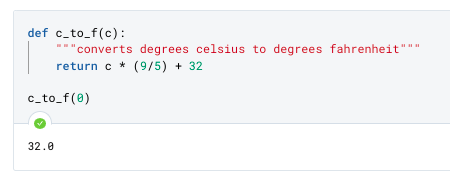 def c_to_f(c):
    """converts degrees celsius to degrees fahrenheit"""
    return c * (9/5) + 32
c_to_f(0)
32.0